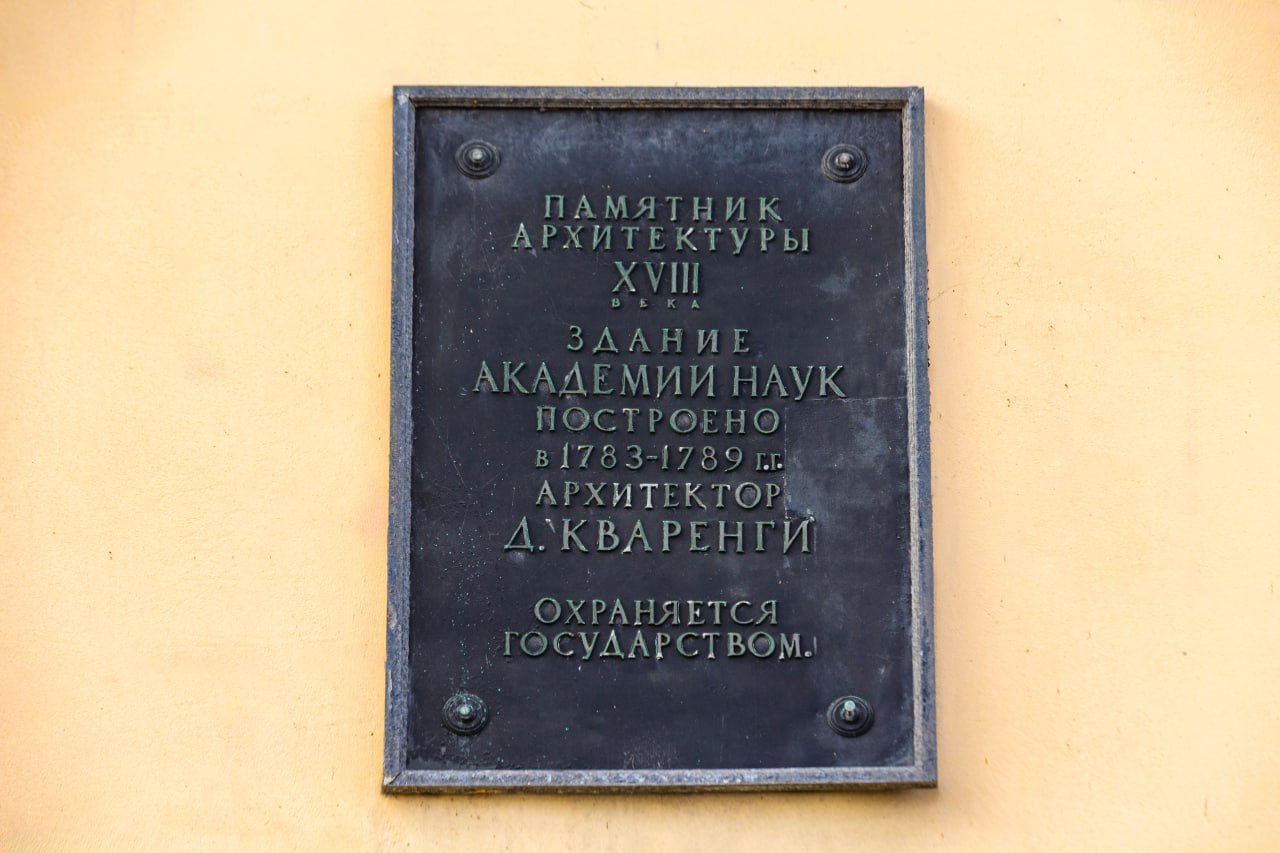 ПАМЯТНИК
АРХИТЕКТУРЫ
XVIII
ВЕКА
ЗДАНИЕ
АКАДЕМИИ НАУК
ПОСТРОЕНО
в 1783-1789 г.г.
АРХИТЕКТОР
Д. КВАРЕНГИ
ОХРАНЯЕТСЯ
ГОСУДАРСТВОМ.